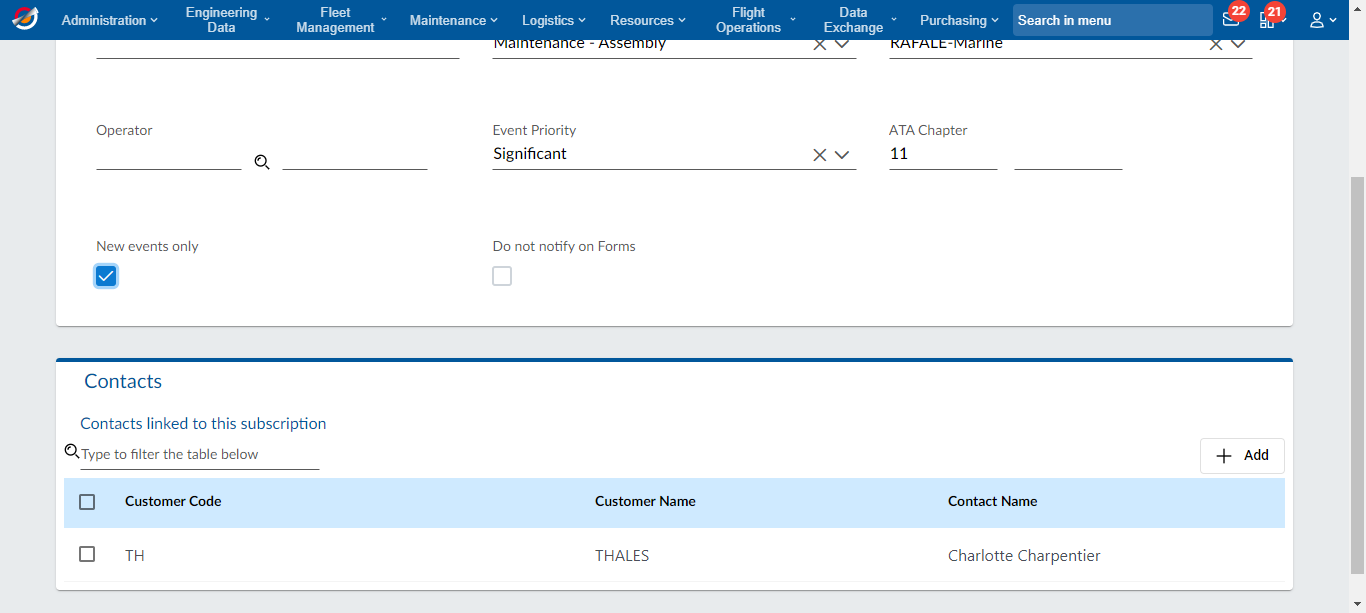 Administration
Engineering
Data
Fleet
Management
Maintenance
Logistics
Resources
Flight
Operations
Data
Exchange
Purchasing
Search in menu
22
21
Maintenance - Assembly
RAFALE-Marine
Operator
Event Priority
ATA Chapter
Significant
11
New events only
Do not notify on Forms
Contacts
Contacts linked to this subscription
Type to filter the table below
Add
Customer Code
Customer Name
Contact Name
TH
THALES
Charlotte Charpentier